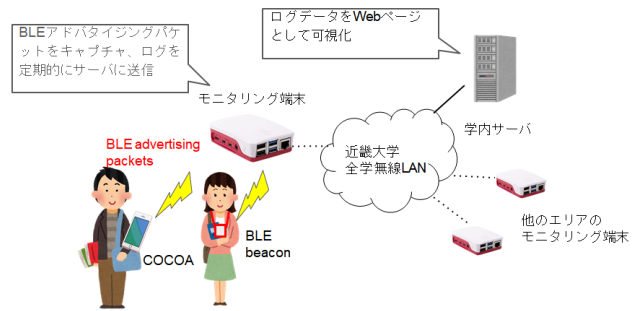 BLEアドバタイジングパケ
ットをキャプチャ、ログを
定期的にサーバに送信
ログデータをWebページ
として可視化
モニタリング端末
学内サーバ
BLE advertising
packets
近畿大学
全学無線LAN
他のエリアの
モニタリング端末
COCOA
BLE
beacon